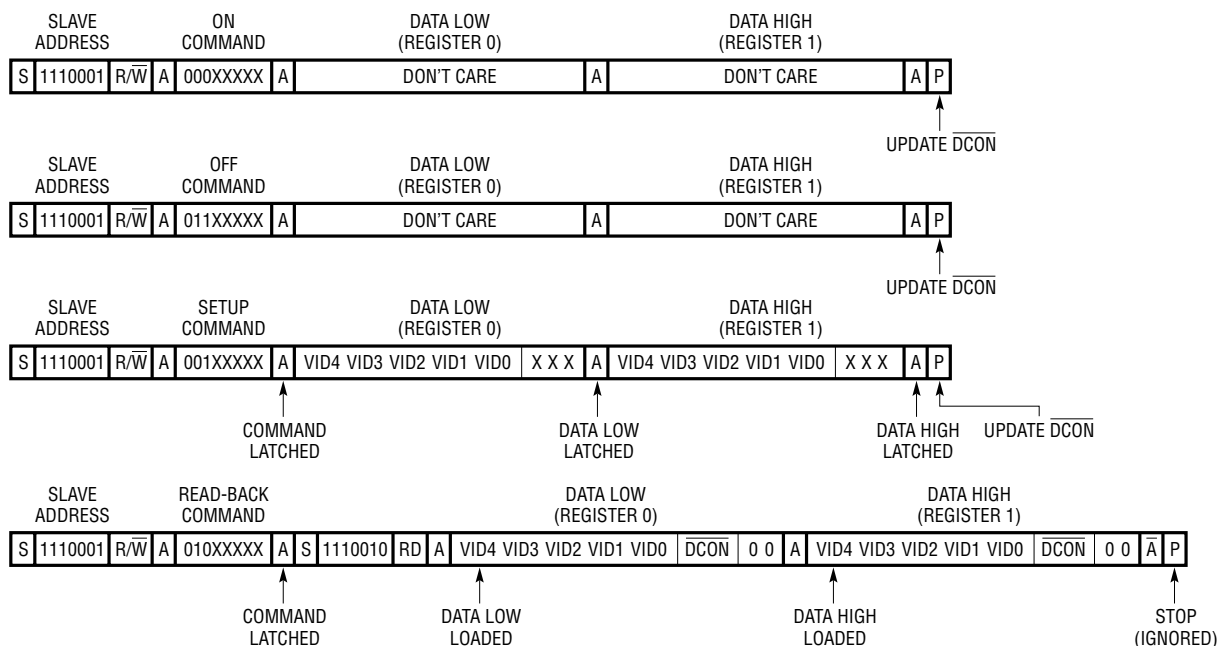 SLAVE ADDRESS ON COMMAND DATA LOW (REGISTER 0) DATA HIGH (REGISTER 1)
S 1110001 R/W̅ A 000XXXXX A DON'T CARE A DON'T CARE A P
UPDATE D̅C̅O̅N̅
SLAVE ADDRESS OFF COMMAND DATA LOW (REGISTER 0) DATA HIGH (REGISTER 1)
S 1110001 R/W̅ A 011XXXXX A DON'T CARE A DON'T CARE A P
UPDATE D̅C̅O̅N̅
SLAVE ADDRESS SETUP COMMAND DATA LOW (REGISTER 0) DATA HIGH (REGISTER 1)
S 1110001 R/W̅ A 001XXXXX A VID4 VID3 VID2 VID1 VID0 X X X A VID4 VID3 VID2 VID1 VID0 X X X A P
COMMAND LATCHED DATA LOW LATCHED DATA HIGH LATCHED UPDATE D̅C̅O̅N̅
SLAVE ADDRESS READ-BACK COMMAND DATA LOW (REGISTER 0) DATA HIGH (REGISTER 1)
S 1110001 R/W̅ A 010XXXXX A S 1110010 RD A VID4 VID3 VID2 VID1 VID0 D̅C̅O̅N̅ 0 0 A VID4 VID3 VID2 VID1 VID0 D̅C̅O̅N̅ 0 0 A̅ P
COMMAND LATCHED DATA LOW LOADED DATA HIGH LOADED STOP (IGNORED)